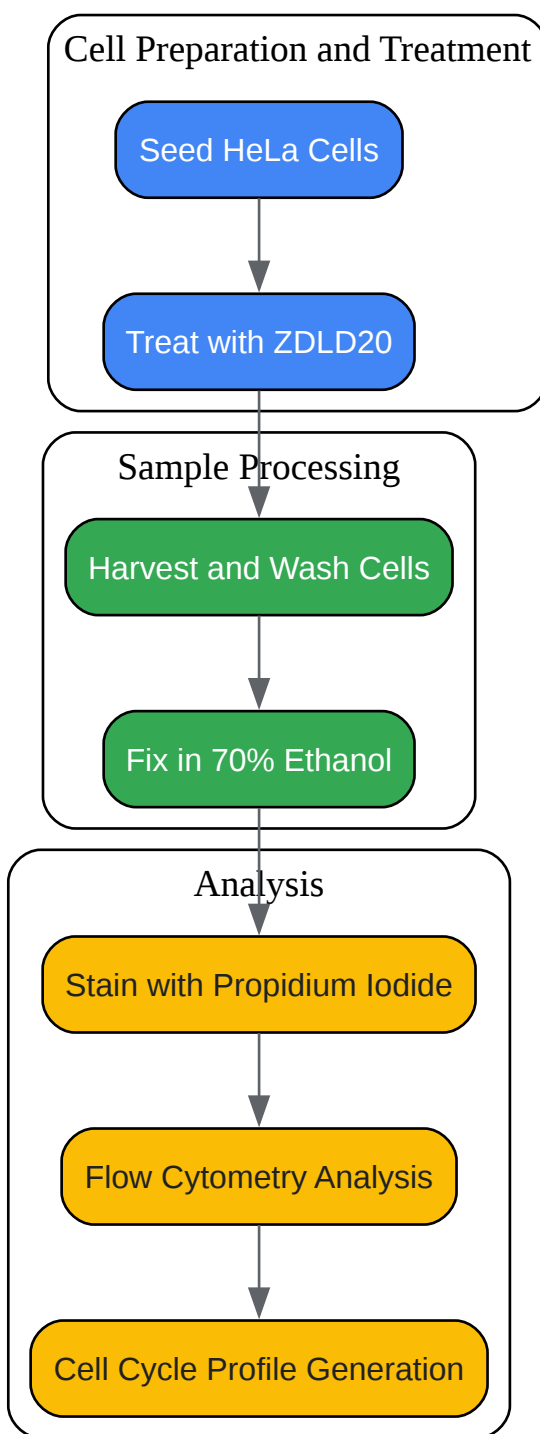 Cell Preparation and Treatment
Seed HeLa Cells
Treat with ZDLD20
Sample Processing
Harvest and Wash Cells
Fix in 70% Ethanol
Analysis
Stain with Propidium Iodide
Flow Cytometry Analysis
Cell Cycle Profile Generation